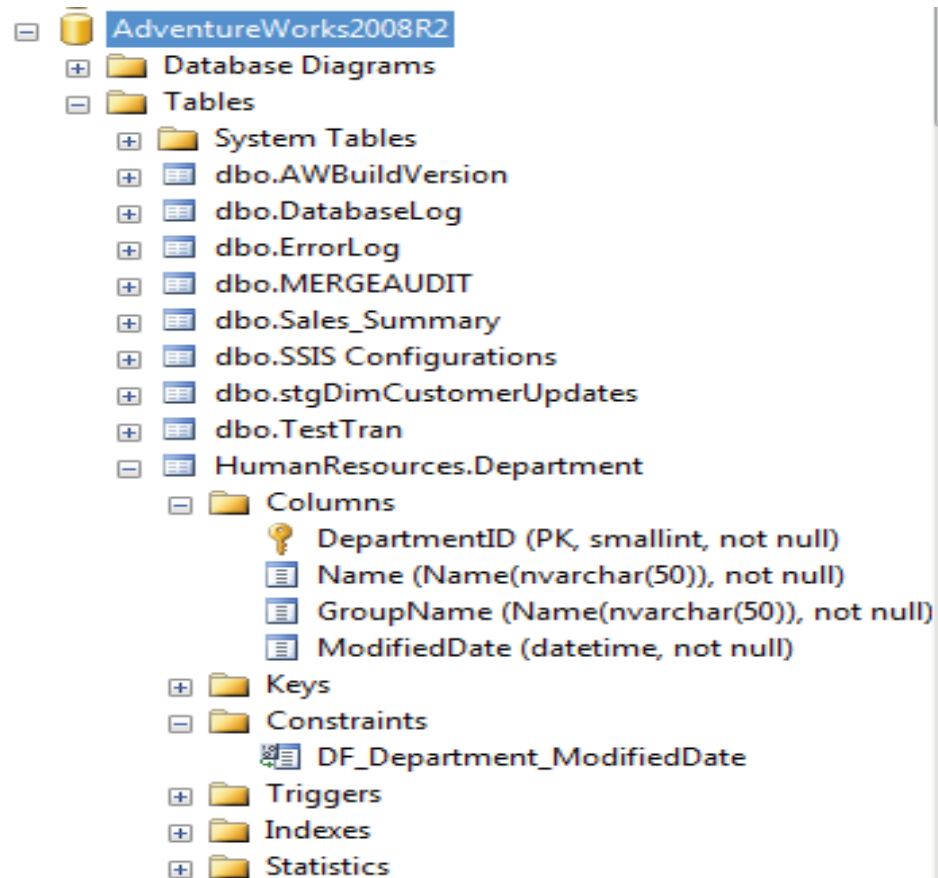 AdventureWorks2008R2
Database Diagrams
Tables
System Tables
dbo.AWBuildVersion
dbo.DatabaseLog
dbo.ErrorLog
dbo.MERGEAUDIT
dbo.Sales_Summary
dbo.SSIS Configurations
dbo.stgDimCustomerUpdates
dbo.TestTran
HumanResources.Department
Columns
DepartmentID (PK, smallint, not null)
Name (Name(nvarchar(50)), not null)
GroupName (Name(nvarchar(50)), not null)
ModifiedDate (datetime, not null)
Keys
Constraints
DF_Department_ModifiedDate
Triggers
Indexes
Statistics